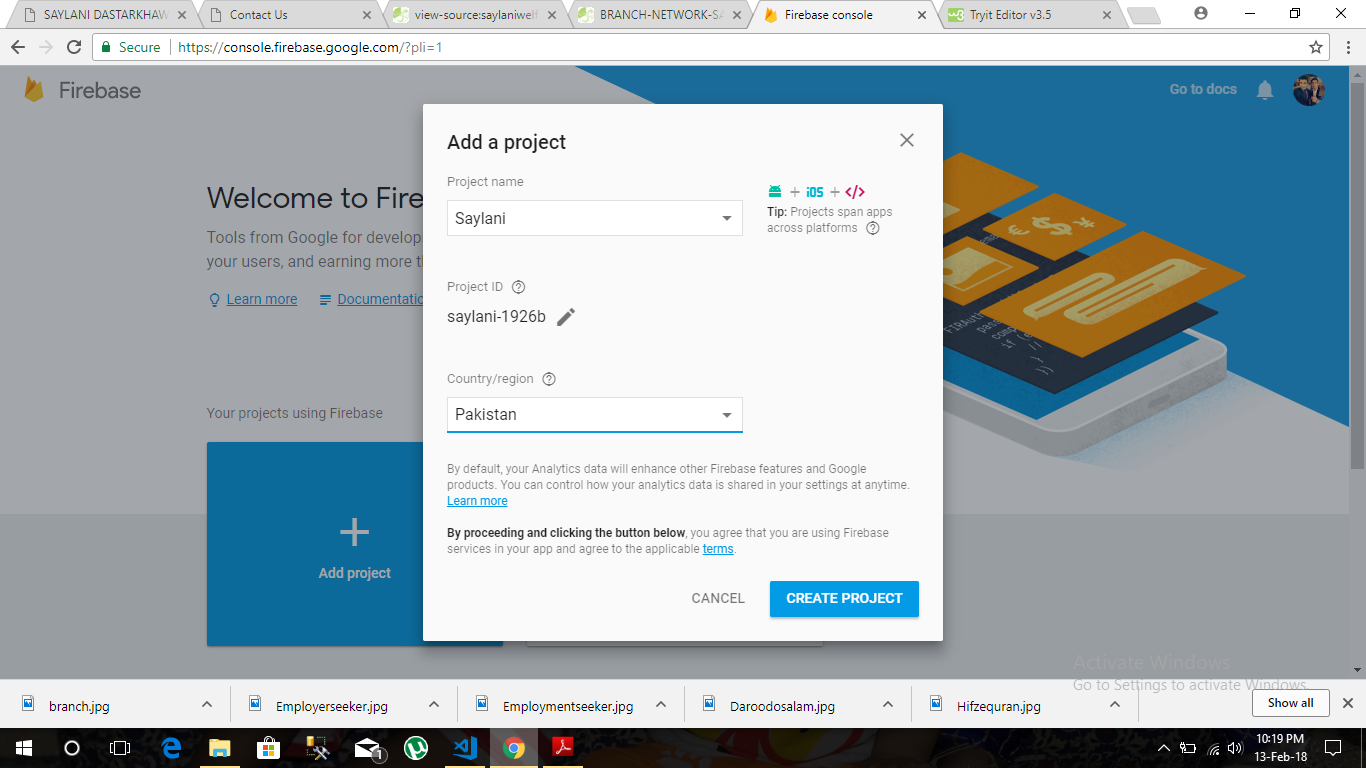 SAYLANI DASTARKHAW
Contact Us
view-source:saylaniwelf
BRANCH-NETWORK-SA
Firebase console
Tryit Editor v3.5
Secure
https://console.firebase.google.com/?pli=1
Firebase
Go to docs
Welcome to Fire
Tools from Google for develop
your users, and earning more t
Learn more
Documentatio
Your projects using Firebase
Add project
Add a project
Project name
Saylani
+ iOS + </>
Tip: Projects span apps
across platforms
Project ID
saylani-1926b
Country/region
Pakistan
By default, your Analytics data will enhance other Firebase features and Google
products. You can control how your analytics data is shared in your settings at anytime.
Learn more
By proceeding and clicking the button below, you agree that you are using Firebase
services in your app and agree to the applicable terms.
CANCEL
CREATE PROJECT
Activate Windows
Go to Settings to activate Windows.
branch.jpg
Employerseeker.jpg
Employmentseeker.jpg
Daroodosalam.jpg
Hifzequran.jpg
Show all
1
10:19 PM
13-Feb-18